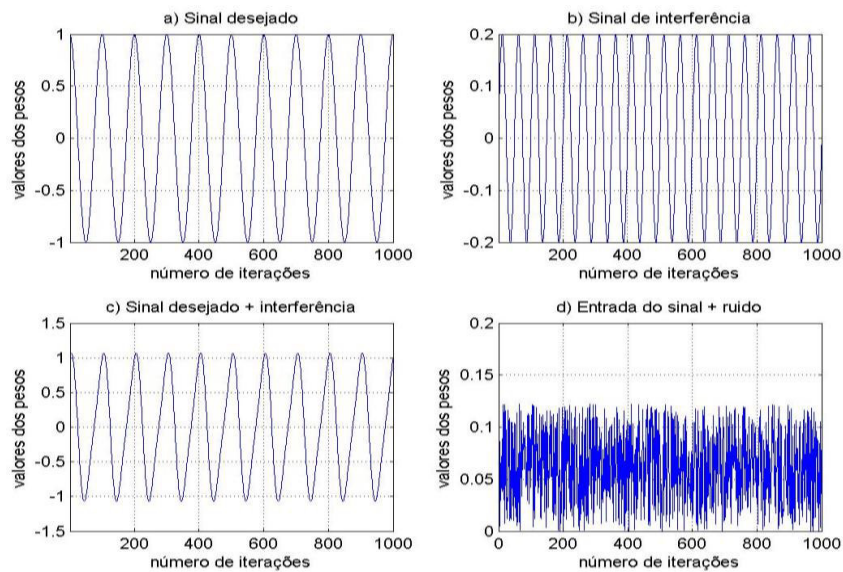 a) Sinal desejado
1
0.5
0
-0.5
-1
valores dos pesos
200 400 600 800 1000
número de iterações
b) Sinal de interferência
0.2
0.1
0
-0.1
-0.2
valores dos pesos
0 200 400 600 800 1000
número de iterações
c) Sinal desejado + interferência
1.5
1
0.5
0
-0.5
-1
-1.5
valores dos pesos
200 400 600 800 1000
número de iterações
d) Entrada do sinal + ruido
0.2
0.15
0.1
0.05
0
valores dos pesos
0 200 400 600 800 1000
número de iterações